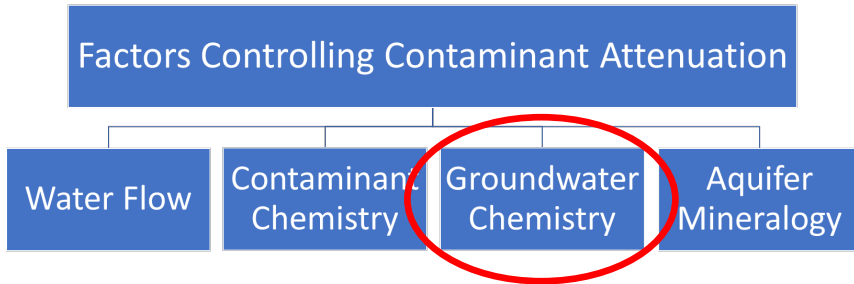 Factors Controlling Contaminant Attenuation
Water Flow
Contaminant
Chemistry
Groundwater
Chemistry
Aquifer
Mineralogy